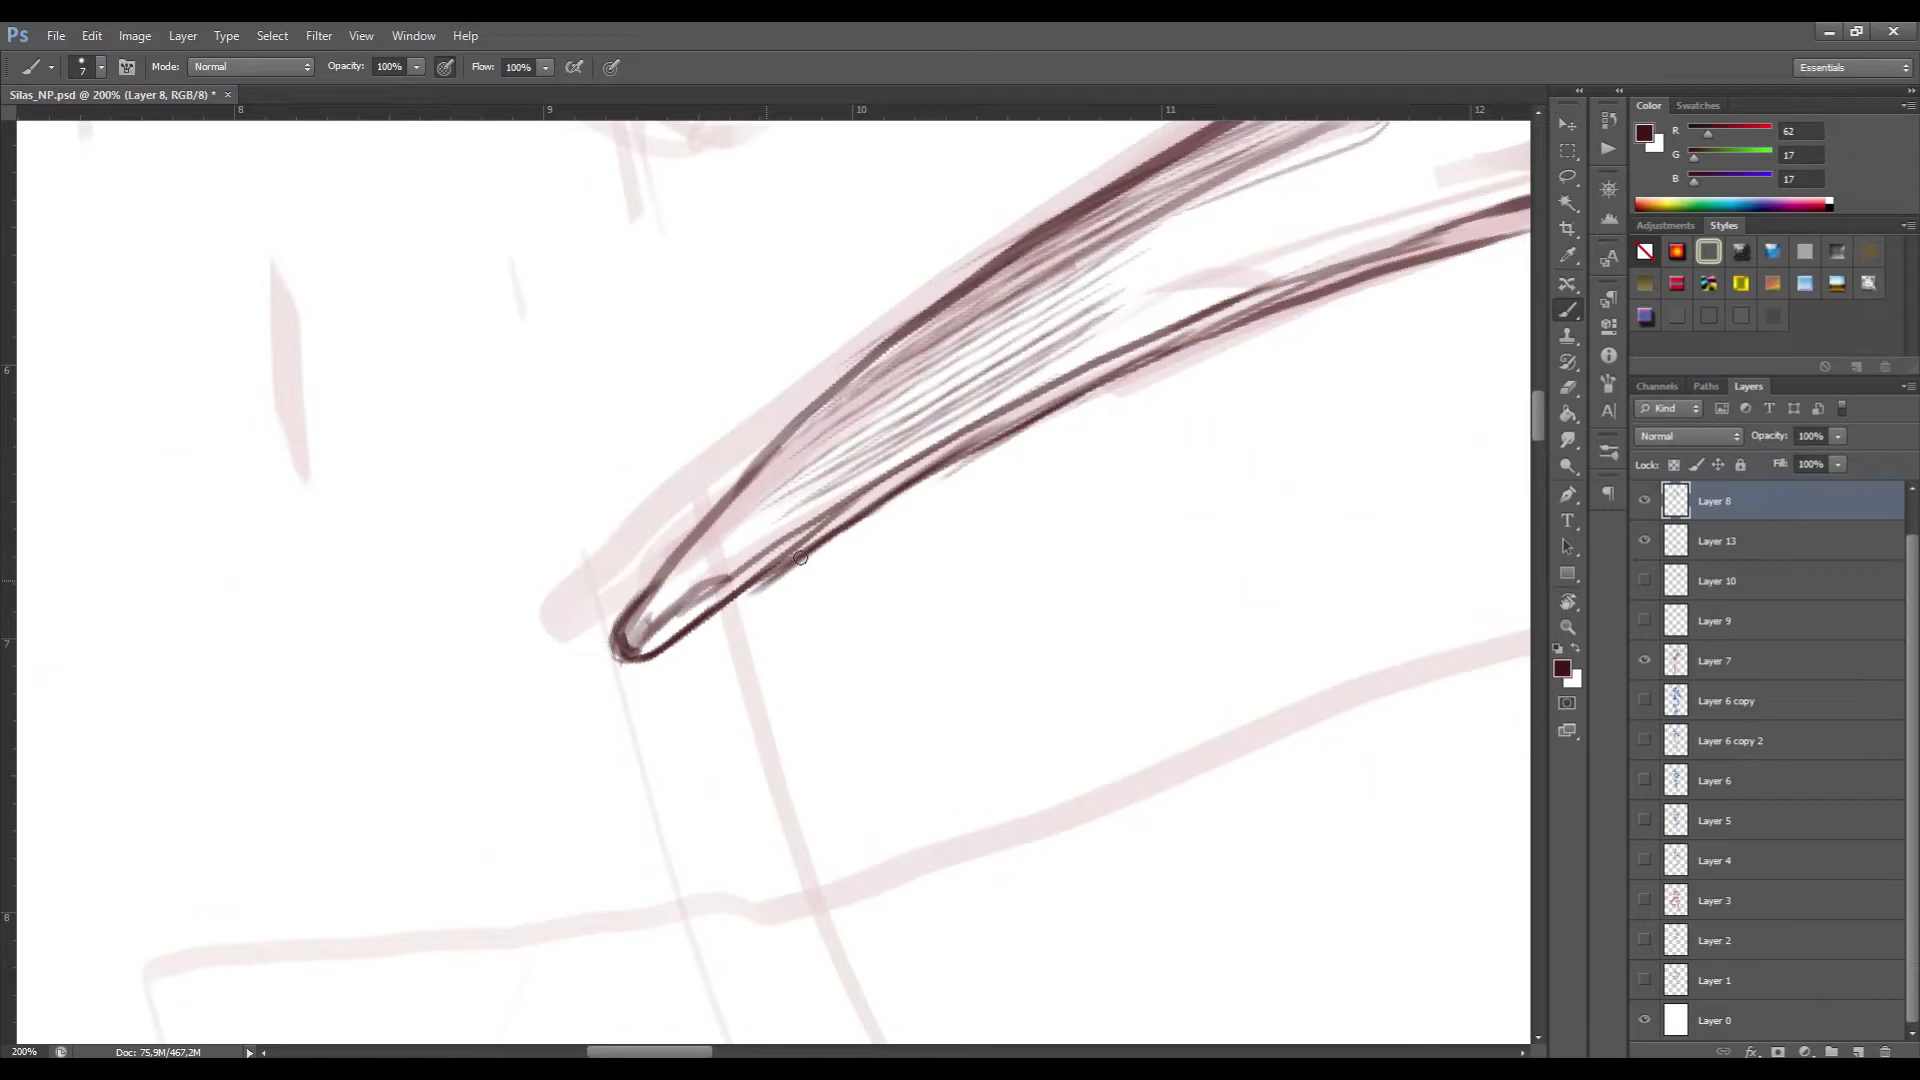 Ps File Edit Image Layer Type Select Filter View Window Help
7 Mode: Normal Opacity: 100% Flow: 100% Essentials
Silas_NP.psd @ 200% (Layer 8, RGB/8) * ×
8 9 10 11 12
6
7
8
Color Swatches
R 62
G 17
B 17
Adjustments Styles
Channels Paths Layers
Kind
Normal Opacity: 100%
Lock: Fill: 100%
Layer 8
Layer 13
Layer 10
Layer 9
Layer 7
Layer 6 copy
Layer 6 copy 2
Layer 6
Layer 5
Layer 4
Layer 3
Layer 2
Layer 1
Layer 0
200% Doc: 75,9M/467,2M